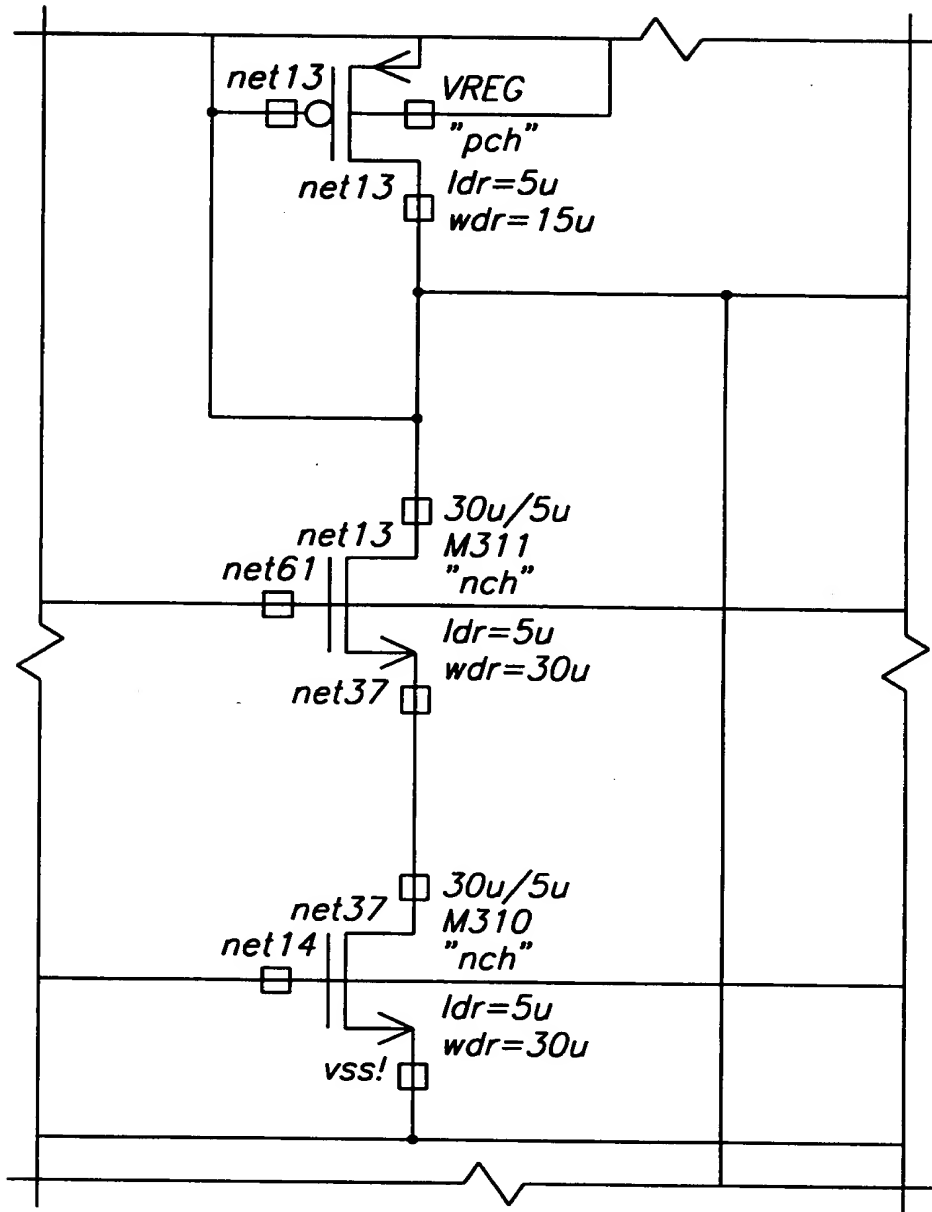 net13
VREG
"pch"
net13
ldr=5u
wdr=15u
30u/5u
net13
M311
net61
"nch"
ldr=5u
wdr=30u
net37
30u/5u
net37
M310
net14
"nch"
ldr=5u
wdr=30u
vss!